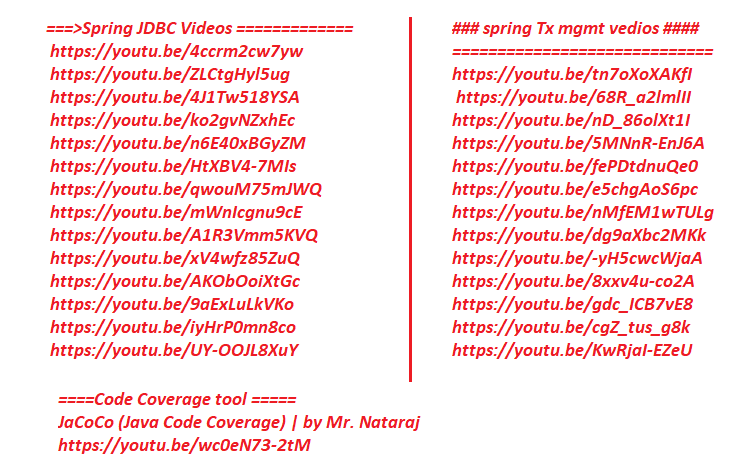 ===>Spring JDBC Videos =============
https://youtu.be/4ccrm2cw7yw
https://youtu.be/ZLCtgHyl5ug
https://youtu.be/4J1Tw518YSA
https://youtu.be/ko2gvNZxhEc
https://youtu.be/n6E40xBGyZM
https://youtu.be/HtXBV4-7MIs
https://youtu.be/qwouM75mJWQ
https://youtu.be/mWnIcgnu9cE
https://youtu.be/A1R3Vmm5KVQ
https://youtu.be/xV4wfz85ZuQ
https://youtu.be/AKObOoiXtGc
https://youtu.be/9aExLuLkVKo
https://youtu.be/iyHrP0mn8co
https://youtu.be/UY-OOJL8XuY
### spring Tx mgmt vedios ####
=============================
https://youtu.be/tn7oXoXAKfI
https://youtu.be/68R_a2lmlII
https://youtu.be/nD_86olXt1I
https://youtu.be/5MNnR-EnJ6A
https://youtu.be/fePDtdnuQe0
https://youtu.be/e5chgAoS6pc
https://youtu.be/nMfEM1wTULg
https://youtu.be/dg9aXbc2MKk
https://youtu.be/-yH5cwcWjaA
https://youtu.be/8xxv4u-co2A
https://youtu.be/gdc_ICB7vE8
https://youtu.be/cgZ_tus_g8k
https://youtu.be/KwRjaI-EZeU
====Code Coverage tool =====
JaCoCo (Java Code Coverage) | by Mr. Nataraj
https://youtu.be/wc0eN73-2tM